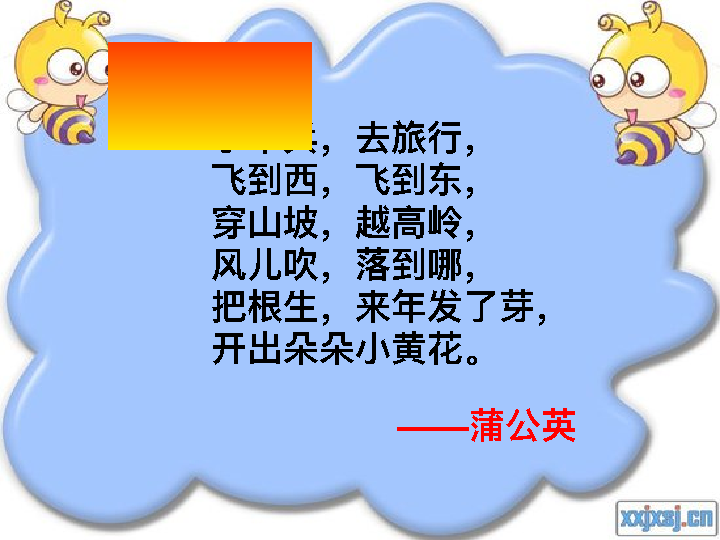 兵，去旅行，
飞到西，飞到东，
穿山坡，越高岭，
风儿吹，落到哪，
把根生，来年发了芽，
开出朵朵小黄花。
——蒲公英
xxjxsj.cn